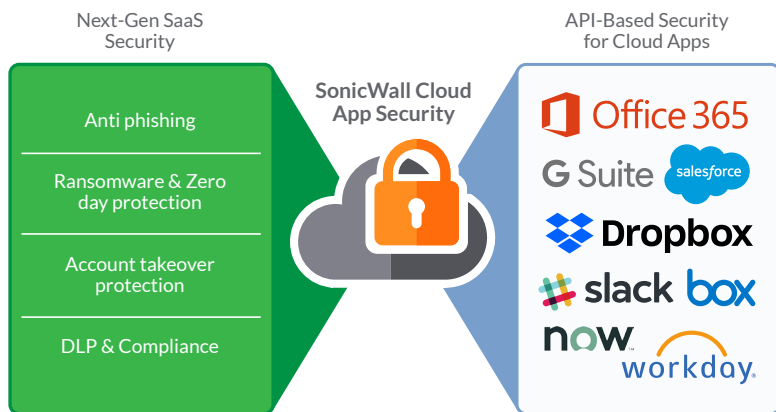 Next-Gen SaaS
Security
API-Based Security
for Cloud Apps
SonicWall Cloud
App Security
Anti phishing
Ransomware & Zero
day protection
Account takeover
protection
DLP & Compliance
Office 365
G Suite
salesforce
Dropbox
slack
box
now™
workday®